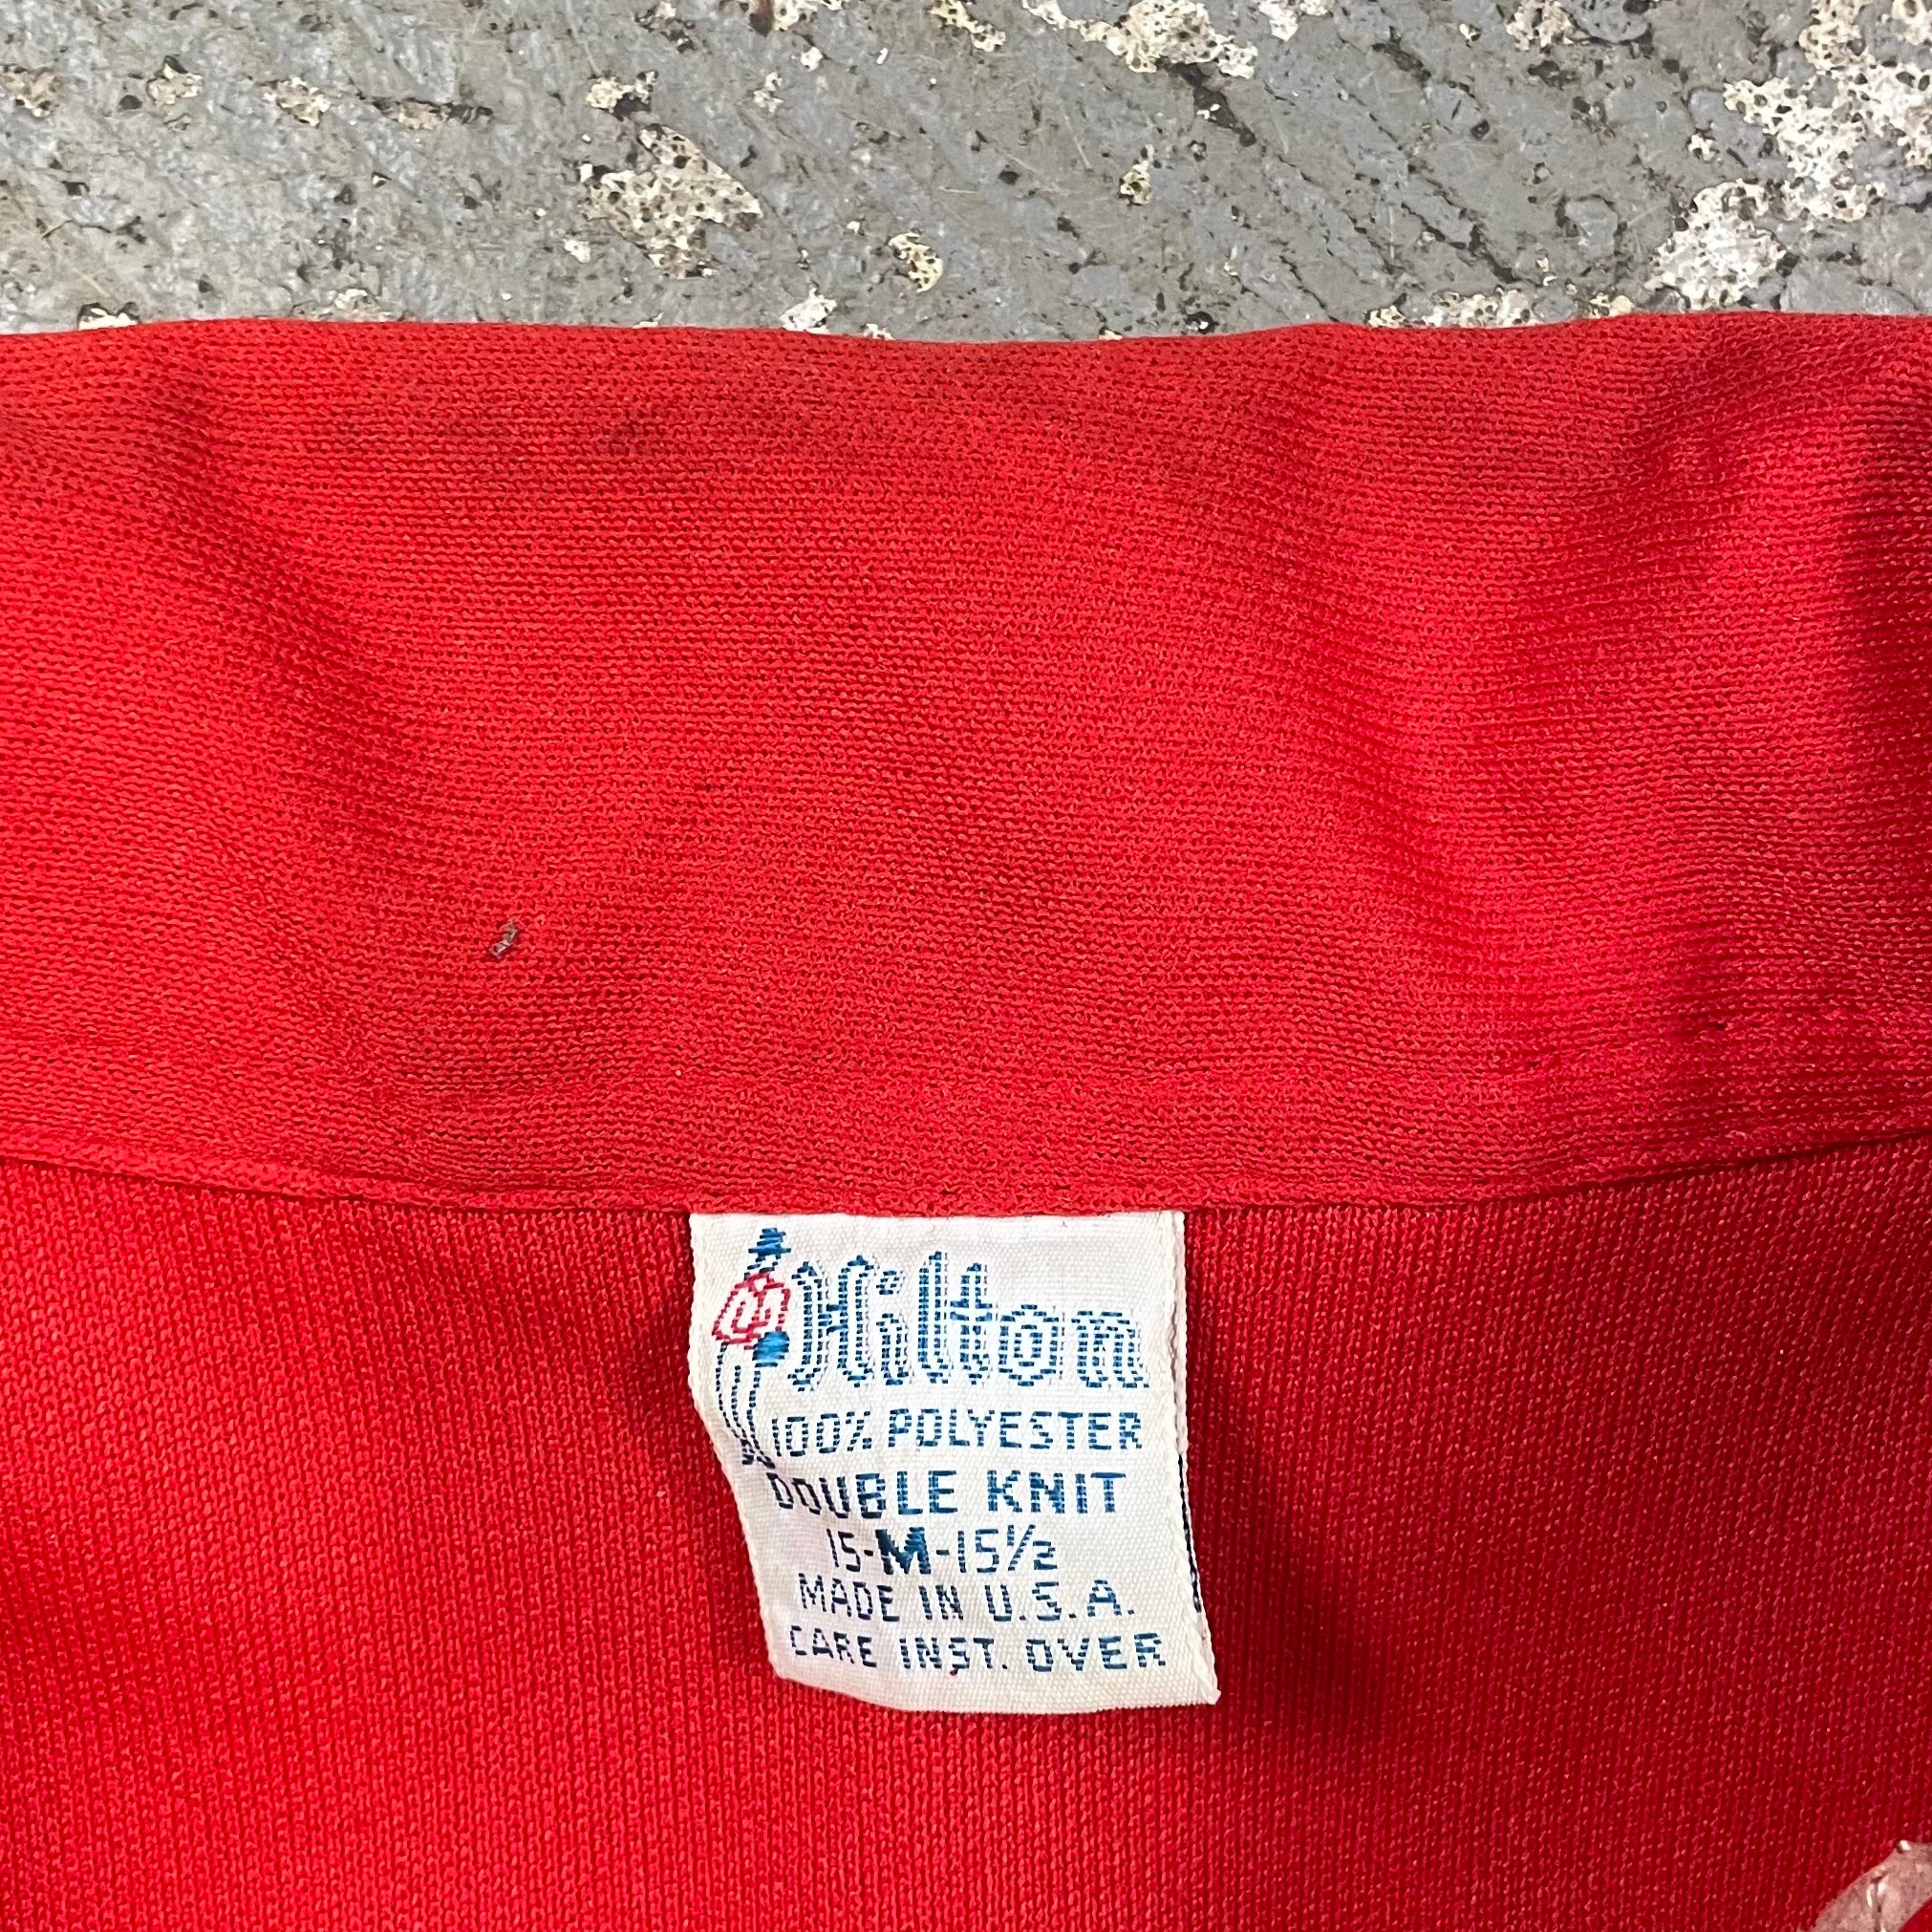 Hilton
100% POLYESTER
DOUBLE KNIT
15-M-15½
MADE IN U.S.A.
CARE INST. OVER